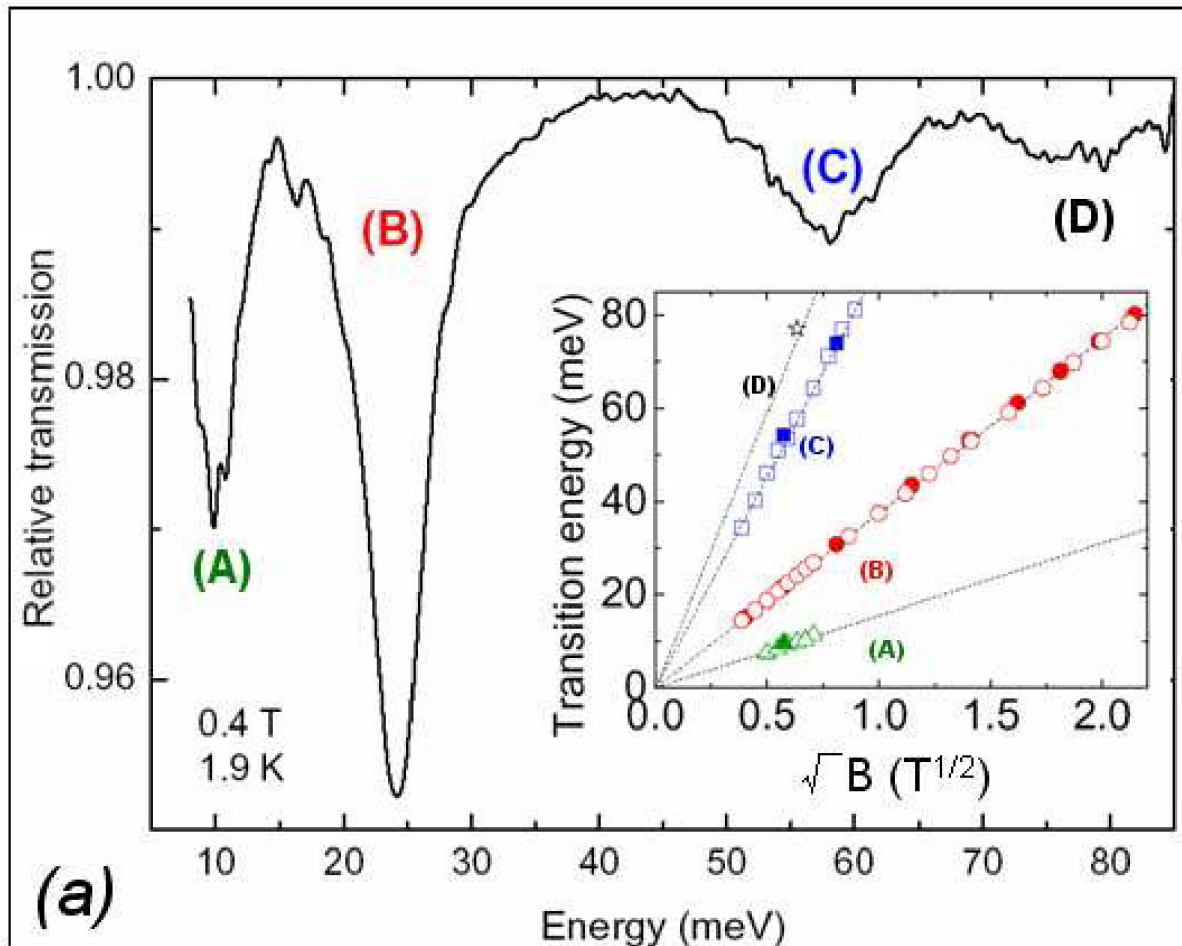 1.00
0.98
0.96
Relative transmission
(A)
(B)
(C)
(D)
0.4 T
1.9 K
80
60
40
20
0
Transition energy (meV)
(D)
(C)
(B)
(A)
0.0 0.5 1.0 1.5 2.0
√B (T^1/2)
10 20 30 40 50 60 70 80
Energy (meV)
(a)